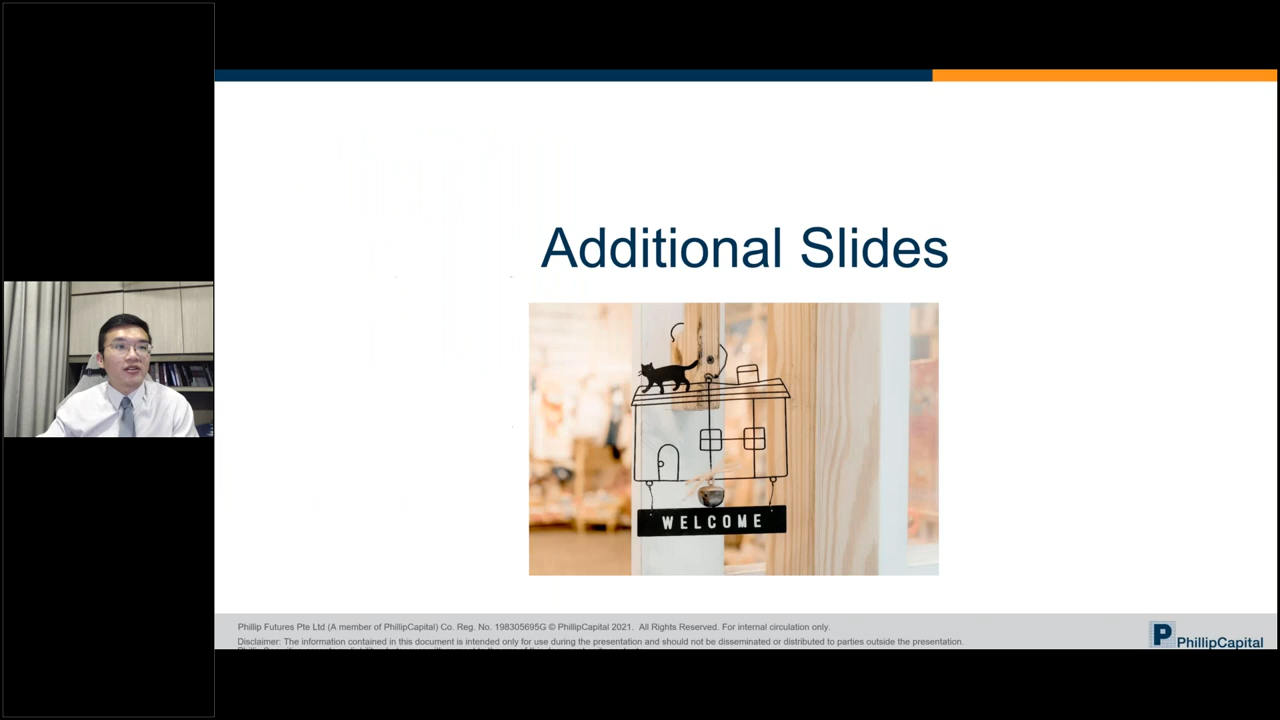 Additional Slides
WELCOME
Phillip Futures Pte Ltd (A member of PhillipCapital) Co. Reg. No. 198305695G © PhillipCapital 2021. All Rights Reserved. For internal circulation only.
Disclaimer: The information contained in this document is intended only for use during the presentation and should not be disseminated or distributed to parties outside the presentation.
PhillipCapital